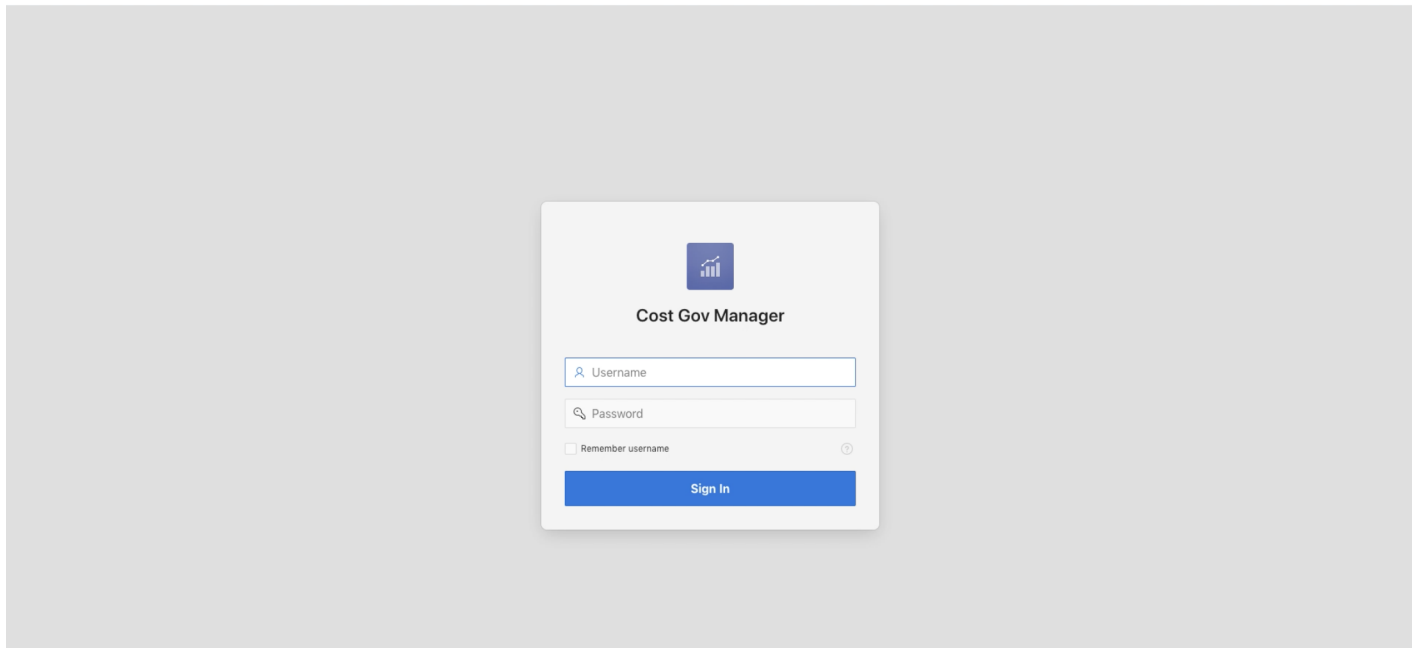 Cost Gov Manager
Username
Password
Remember username
?
Sign In